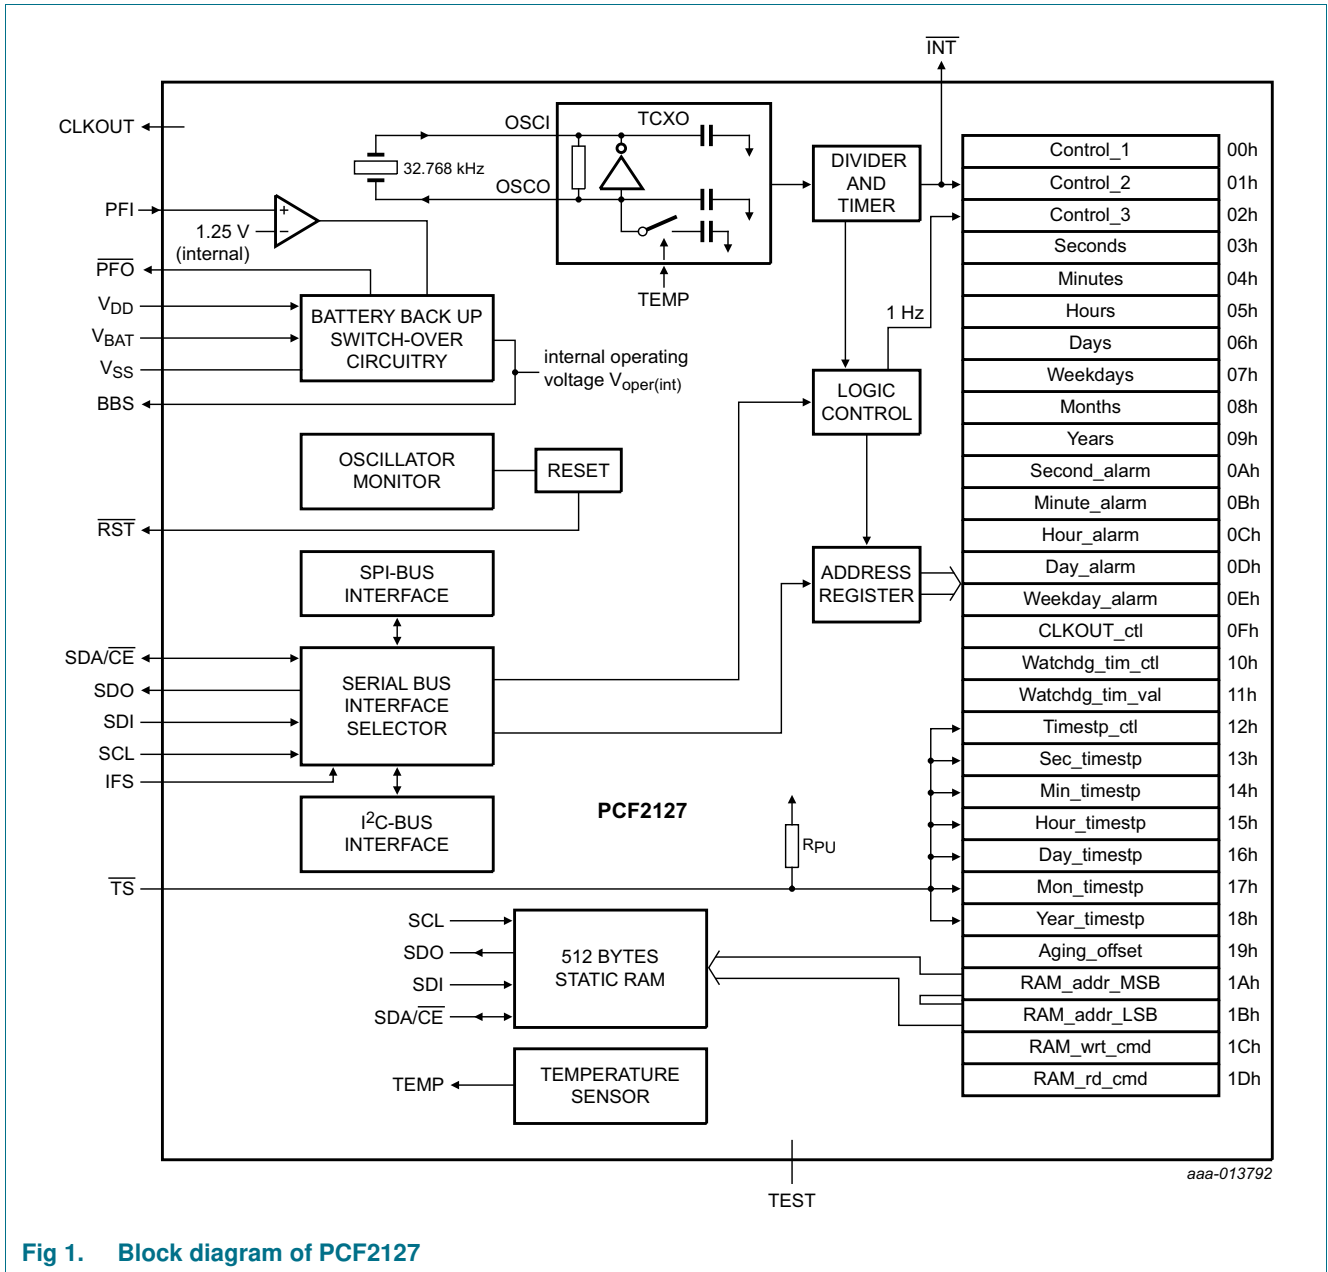 INT
CLKOUT
OSCI
TCXO
32.768 kHz
OSCO
PFI
+
1.25 V
−
(internal)
PFO
VDD
VBAT
VSS
BBS
TEMP
BATTERY BACK UP
SWITCH-OVER
CIRCUITRY
internal operating
voltage Voper(int)
DIVIDER
AND
TIMER
1 Hz
LOGIC
CONTROL
OSCILLATOR
MONITOR
RESET
RST
SPI-BUS
INTERFACE
ADDRESS
REGISTER
SDA/CE
SDO
SDI
SCL
IFS
SERIAL BUS
INTERFACE
SELECTOR
I2C-BUS
INTERFACE
PCF2127
RPU
TS
SCL
SDO
SDI
SDA/CE
512 BYTES
STATIC RAM
TEMP
TEMPERATURE
SENSOR
Control_1 00h
Control_2 01h
Control_3 02h
Seconds 03h
Minutes 04h
Hours 05h
Days 06h
Weekdays 07h
Months 08h
Years 09h
Second_alarm 0Ah
Minute_alarm 0Bh
Hour_alarm 0Ch
Day_alarm 0Dh
Weekday_alarm 0Eh
CLKOUT_ctl 0Fh
Watchdg_tim_ctl 10h
Watchdg_tim_val 11h
Timestp_ctl 12h
Sec_timestp 13h
Min_timestp 14h
Hour_timestp 15h
Day_timestp 16h
Mon_timestp 17h
Year_timestp 18h
Aging_offset 19h
RAM_addr_MSB 1Ah
RAM_addr_LSB 1Bh
RAM_wrt_cmd 1Ch
RAM_rd_cmd 1Dh
TEST
aaa-013792
Fig 1. Block diagram of PCF2127